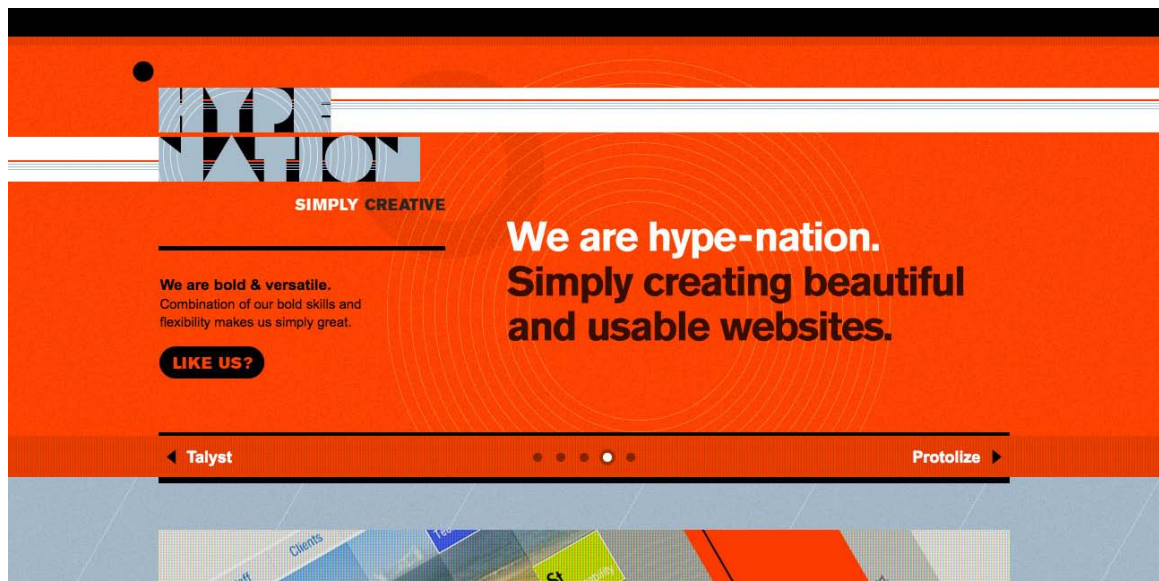 HYPE
NATION
SIMPLY CREATIVE
We are hype-nation.
Simply creating beautiful
and usable websites.
We are bold & versatile.
Combination of our bold skills and
flexibility makes us simply great.
LIKE US?
Talyst
Protolize
Clients
St